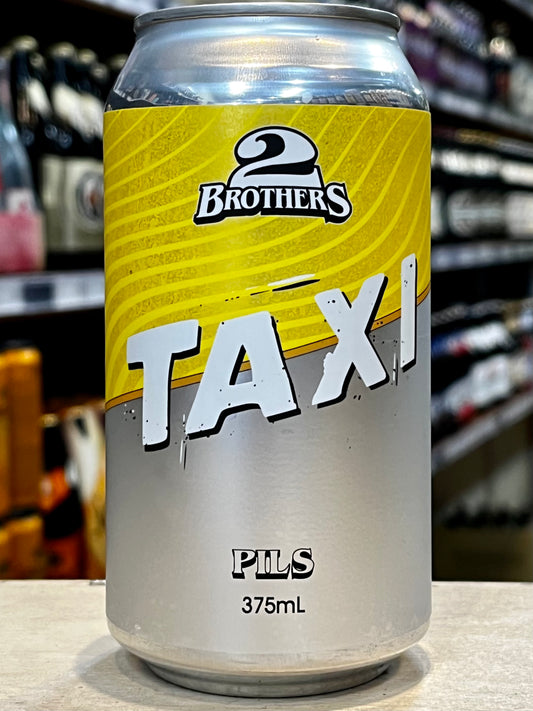 2
BROTHERS
TAXI
PILS
375mL